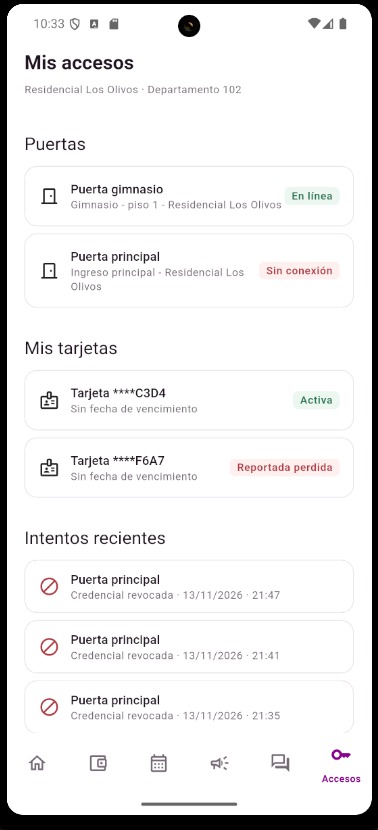 10:33
Mis accesos
Residencial Los Olivos · Departamento 102
Puertas
Puerta gimnasio
Gimnasio - piso 1 - Residencial Los Olivos
En línea
Puerta principal
Ingreso principal - Residencial Los
Olivos
Sin conexión
Mis tarjetas
Tarjeta ****C3D4
Sin fecha de vencimiento
Activa
Tarjeta ****F6A7
Sin fecha de vencimiento
Reportada perdida
Intentos recientes
Puerta principal
Credencial revocada · 13/11/2026 · 21:47
Puerta principal
Credencial revocada · 13/11/2026 · 21:41
Puerta principal
Credencial revocada · 13/11/2026 · 21:35
Accesos